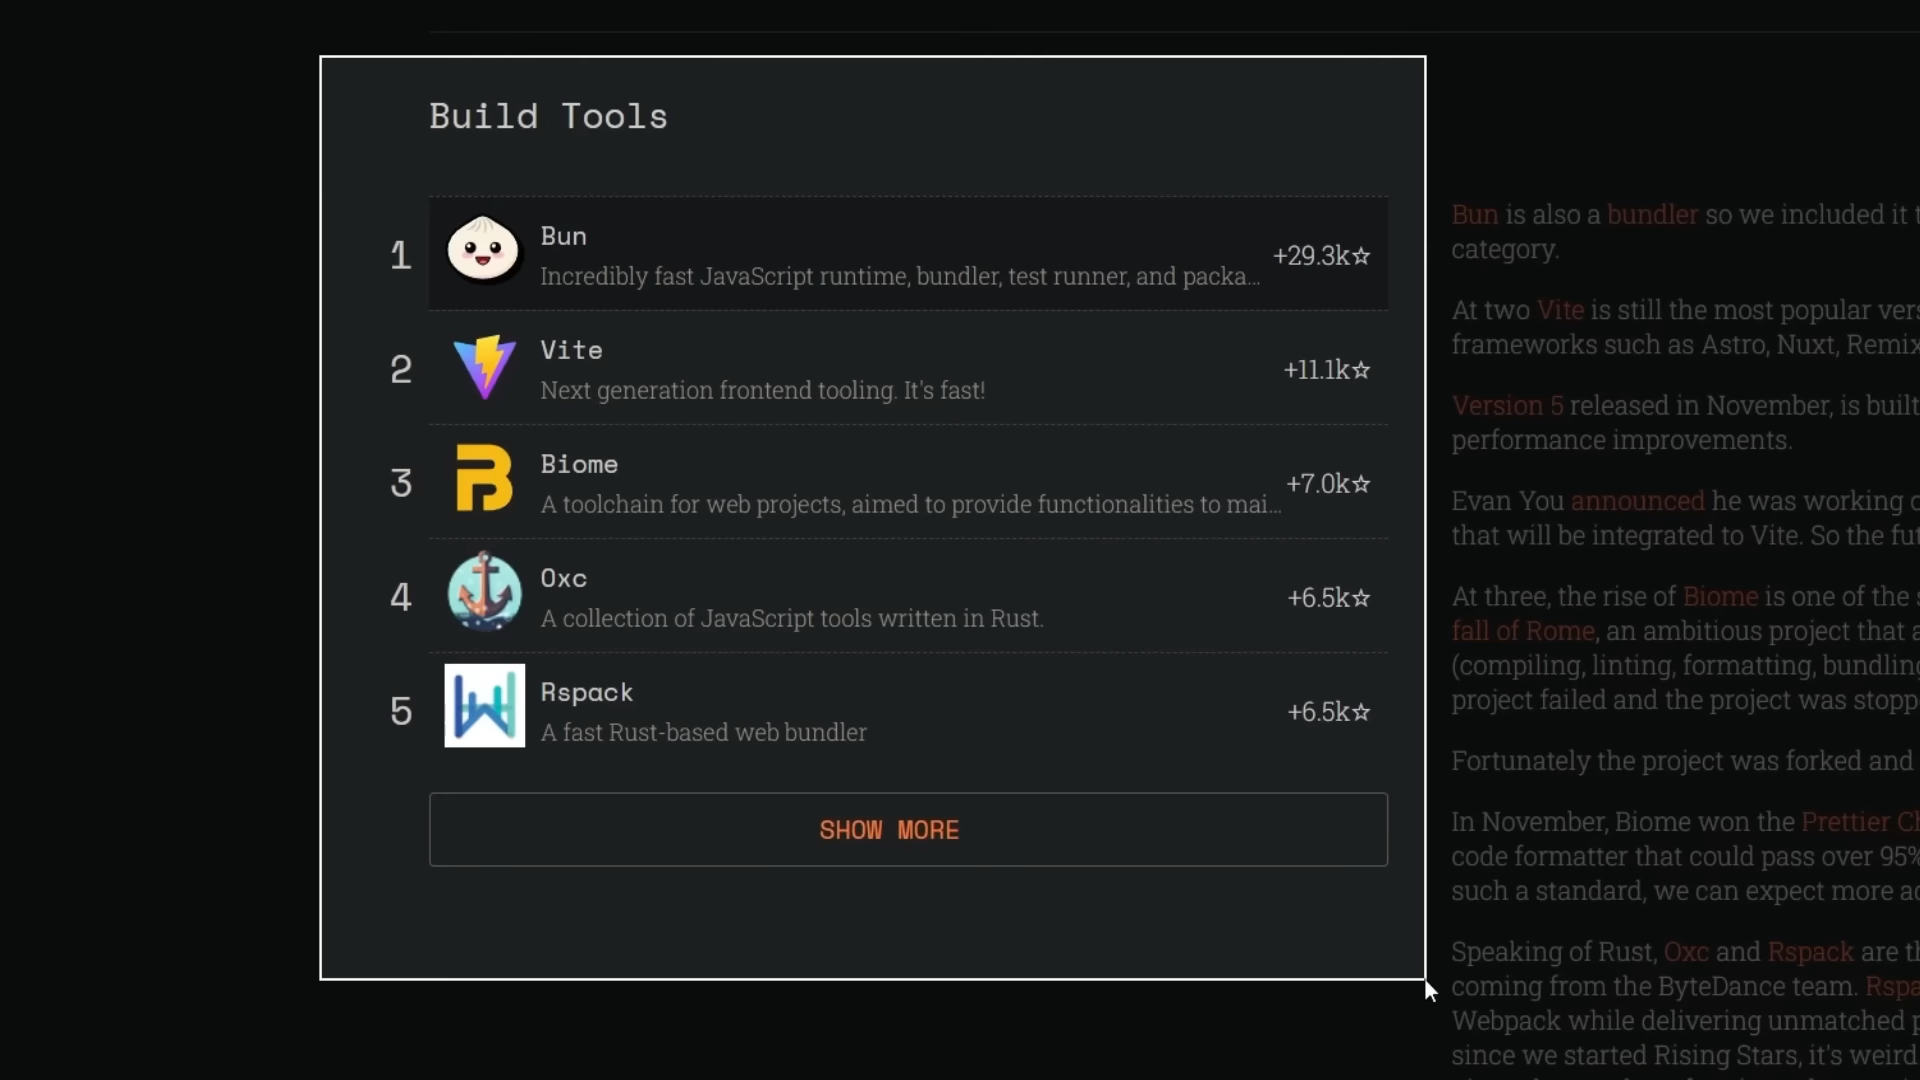 Build Tools
1
Bun
Incredibly fast JavaScript runtime, bundler, test runner, and packa...
+29.3k☆
2
Vite
Next generation frontend tooling. It's fast!
+11.1k☆
3
Biome
A toolchain for web projects, aimed to provide functionalities to mai...
+7.0k☆
4
Oxc
A collection of JavaScript tools written in Rust.
+6.5k☆
5
Rspack
A fast Rust-based web bundler
+6.5k☆
SHOW MORE
Bun is also a bundler so we included it
category.
At two Vite is still the most popular
frameworks such as Astro, Nuxt, Remix
Version 5 released in November, is built
performance improvements.
Evan You announced he was working
that will be integrated to Vite. So the
At three, the rise of Biome is one of the
fall of Rome, an ambitious project that
(compiling, linting, formatting, bundling
project failed and the project was
Fortunately the project was forked and
In November, Biome won the Prettier
code formatter that could pass over 95%
such a standard, we can expect more
Speaking of Rust, Oxc and Rspack are
coming from the ByteDance team.
Webpack while delivering unmatched
since we started Rising Stars, it's weird